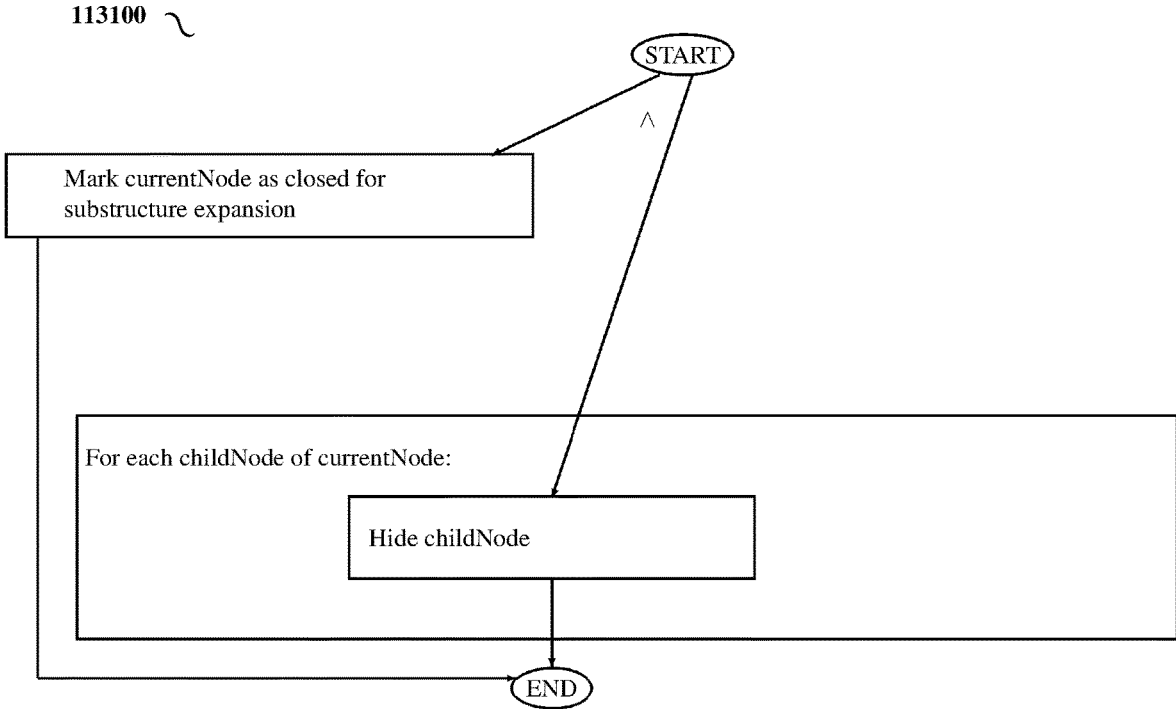 113100
START
^
Mark currentNode as closed for
substructure expansion
For each childNode of currentNode:
Hide childNode
END